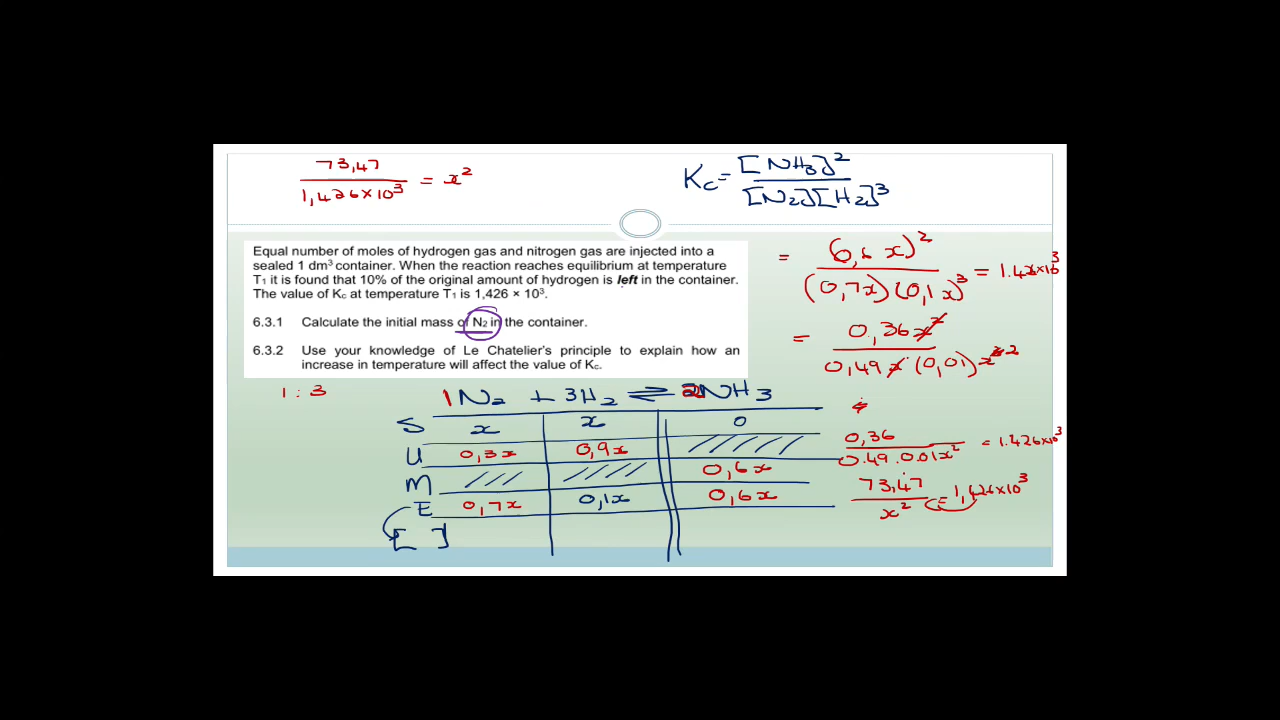 73,47
1,426×10³ = x²
Kc = [NH3]²
[N2][H2]³
Equal number of moles of hydrogen gas and nitrogen gas are injected into a
sealed 1 dm³ container. When the reaction reaches equilibrium at temperature
T₁ it is found that 10% of the original amount of hydrogen is left in the container.
The value of Kc at temperature T₁ is 1,426 × 10³.
6.3.1 Calculate the initial mass of N₂ in the container.
6.3.2 Use your knowledge of Le Chatelier's principle to explain how an
increase in temperature will affect the value of Kc.
= (0,6x)²
(0,7x)(0,1x)³ = 1.426×10³
= 0,36x²
0,49x (0,01)x³ 2
1 : 3
1N2 + 3H2 ⇌ 2NH3
S x x 0
U 0,3x 0,9x
M 0,6x
E 0,7x 0,1x 0,6x
[ ]
0,36
0.49 . 0.01x² = 1.426×10³
73,47
x² = 1,426×10³